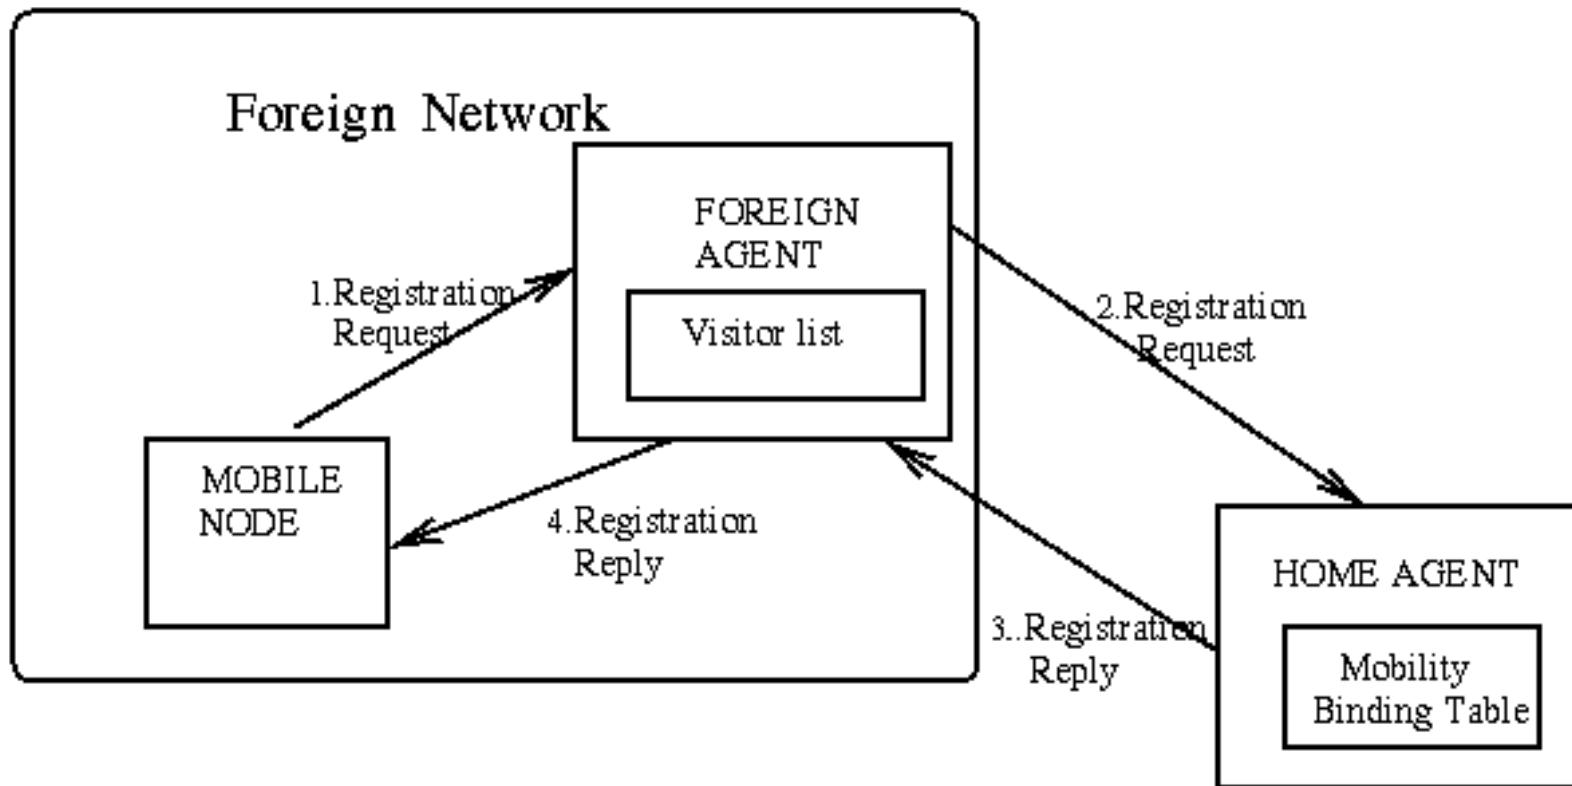 Foreign Network
FOREIGN
AGENT
Visitor list
1.Registration
Request
2.Registration
Request
MOBILE
NODE
4.Registration
Reply
3..Registration
Reply
HOME AGENT
Mobility
Binding Table